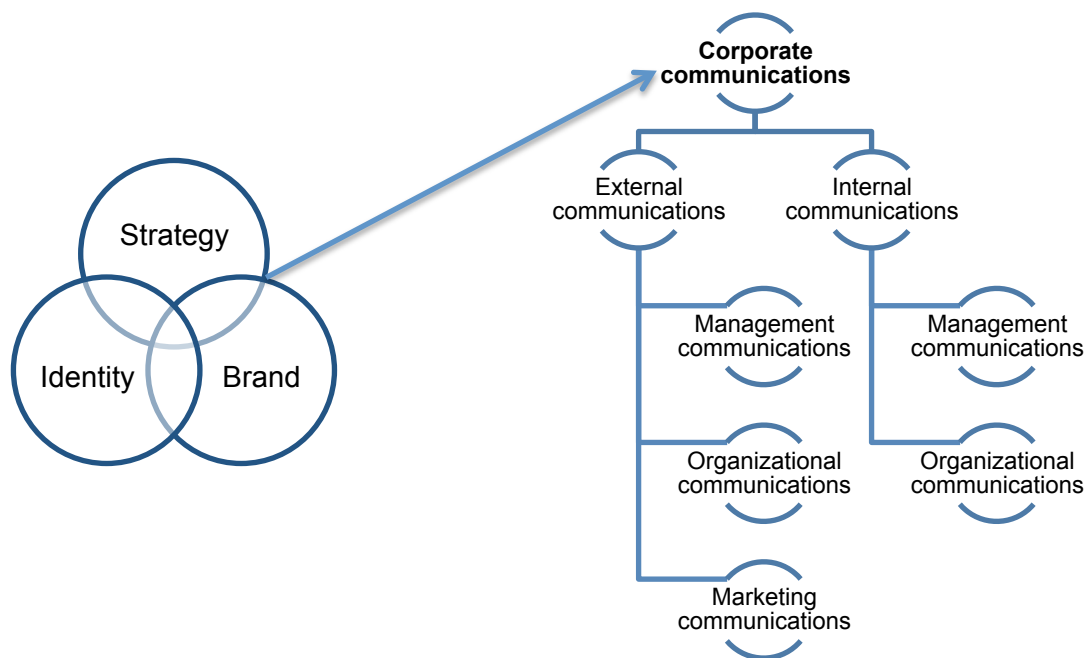 Strategy
Identity
Brand
Corporate
communications
External
communications
Internal
communications
Management
communications
Organizational
communications
Marketing
communications
Management
communications
Organizational
communications